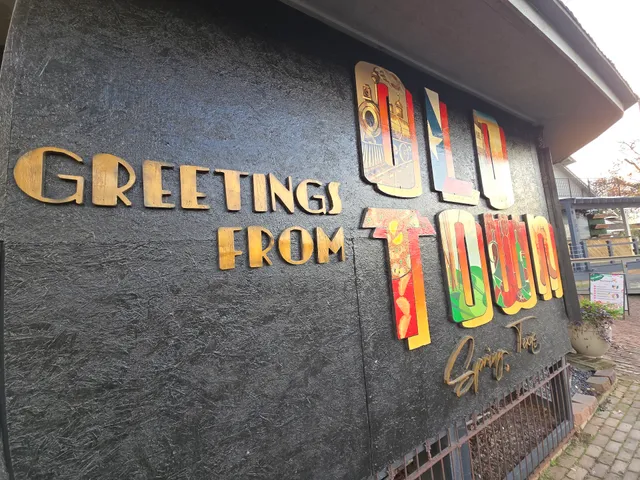 GREETINGS
FROM
OLD
TOWN
Spring, Texas